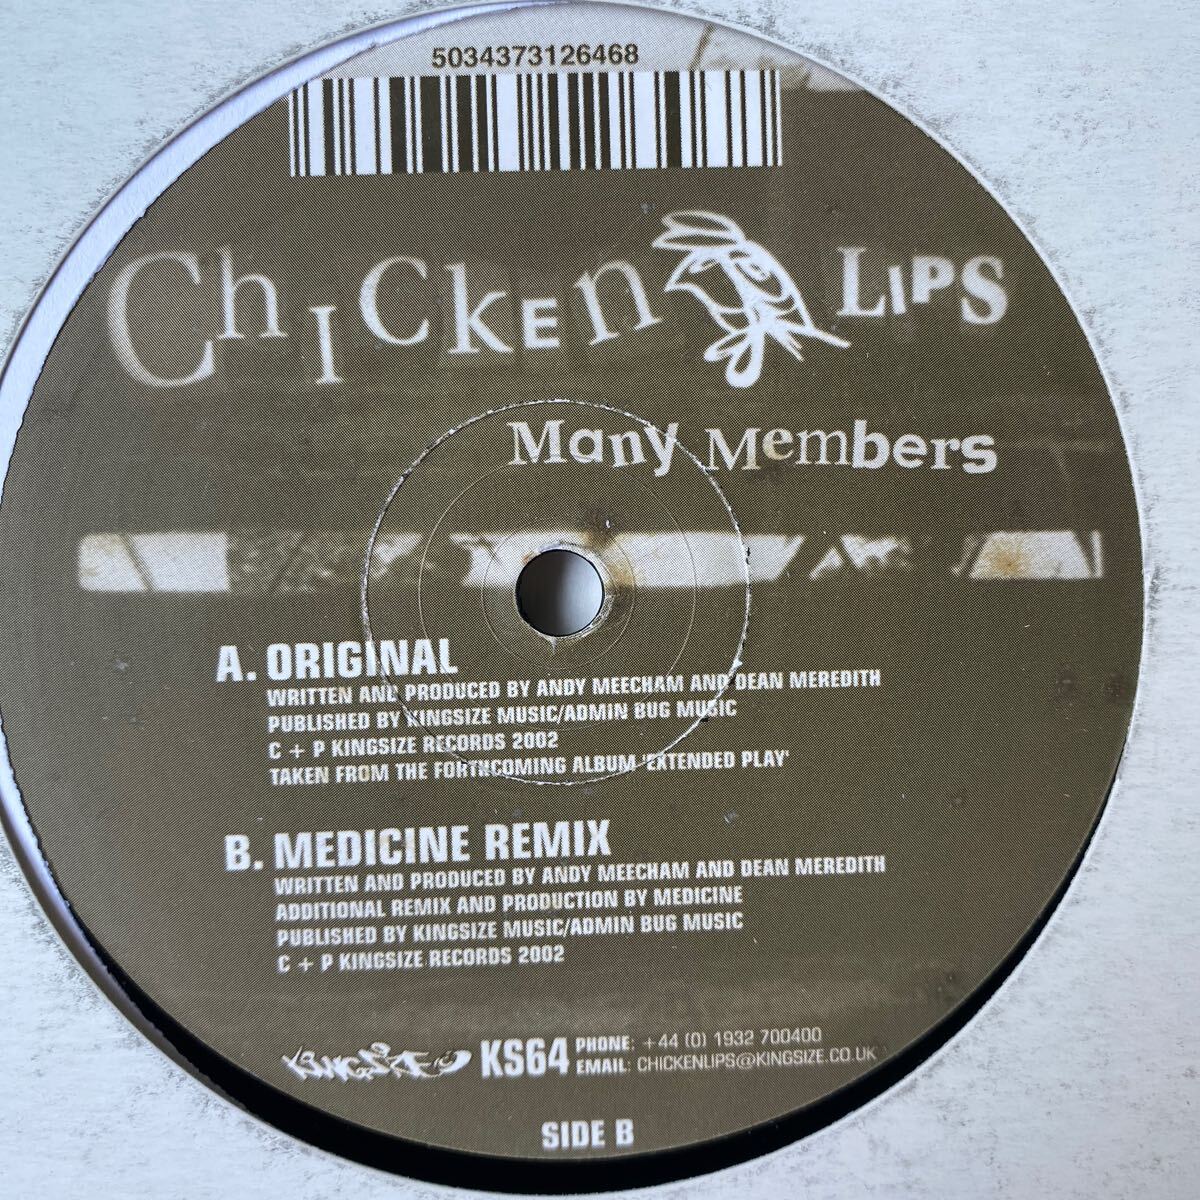 5034373126468
Chicken Lips
Many Members
A. ORIGINAL
WRITTEN AND PRODUCED BY ANDY MEECHAM AND DEAN MEREDITH
PUBLISHED BY KINGSIZE MUSIC/ADMIN BUG MUSIC
C + P KINGSIZE RECORDS 2002
TAKEN FROM THE FORTHCOMING ALBUM 'EXTENDED PLAY'
B. MEDICINE REMIX
WRITTEN AND PRODUCED BY ANDY MEECHAM AND DEAN MEREDITH
ADDITIONAL REMIX AND PRODUCTION BY MEDICINE
PUBLISHED BY KINGSIZE MUSIC/ADMIN BUG MUSIC
C + P KINGSIZE RECORDS 2002
KINGSIZE KS64 PHONE: +44 (0) 1932 700400
EMAIL: CHICKENLIPS@KINGSIZE.CO.UK
SIDE B